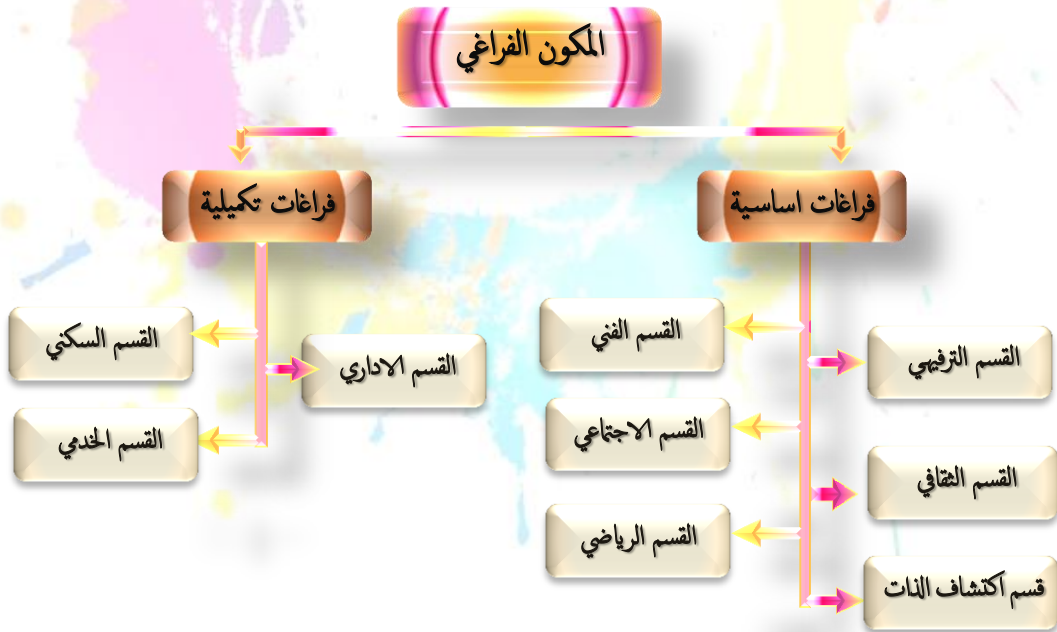 المكون الفراغي
فراغات اساسية
فراغات تكميلية
القسم الترفيهي
القسم الفني
القسم الثقافي
القسم الاجتماعي
قسم اكتشاف الذات
القسم الرياضي
القسم الاداري
القسم السكني
القسم الخدمي